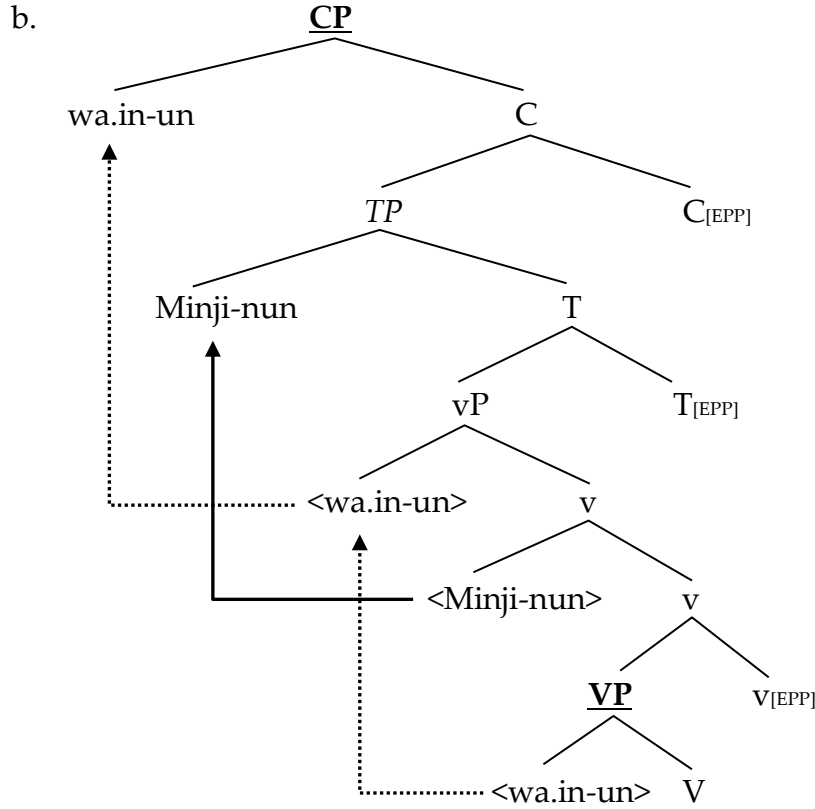 b. CP
wa.in-un C
TP C[EPP]
Minji-nun T
vP T[EPP]
<wa.in-un> v
<Minji-nun> v
VP v[EPP]
<wa.in-un> V